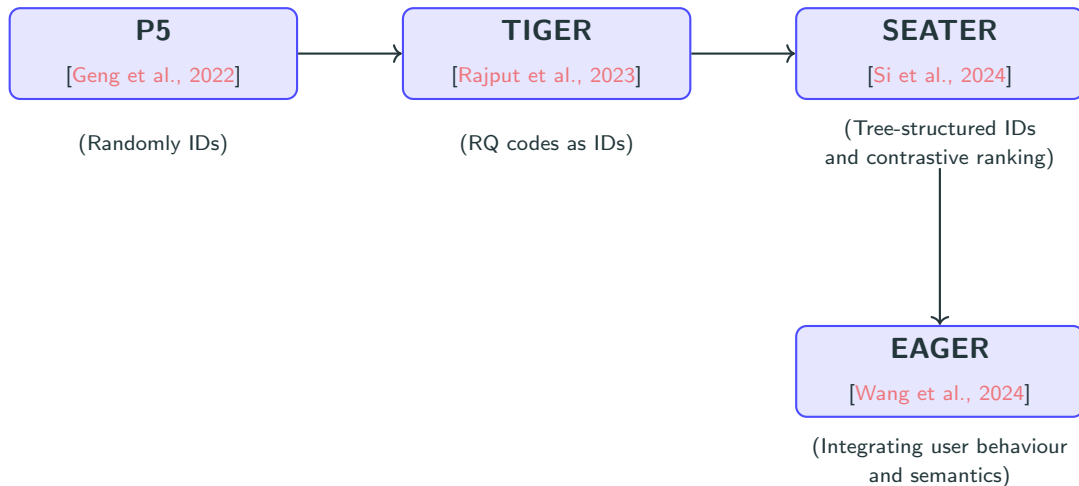 P5
[Geng et al., 2022]
(Randomly IDs)
TIGER
[Rajput et al., 2023]
(RQ codes as IDs)
SEATER
[Si et al., 2024]
(Tree-structured IDs
and contrastive ranking)
EAGER
[Wang et al., 2024]
(Integrating user behaviour
and semantics)